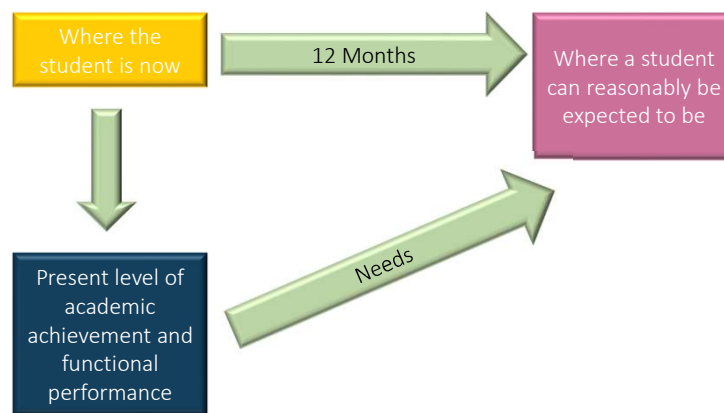 Where the
student is now
12 Months
Where a student
can reasonably be
expected to be
Needs
Present level of
academic
achievement and
functional
performance